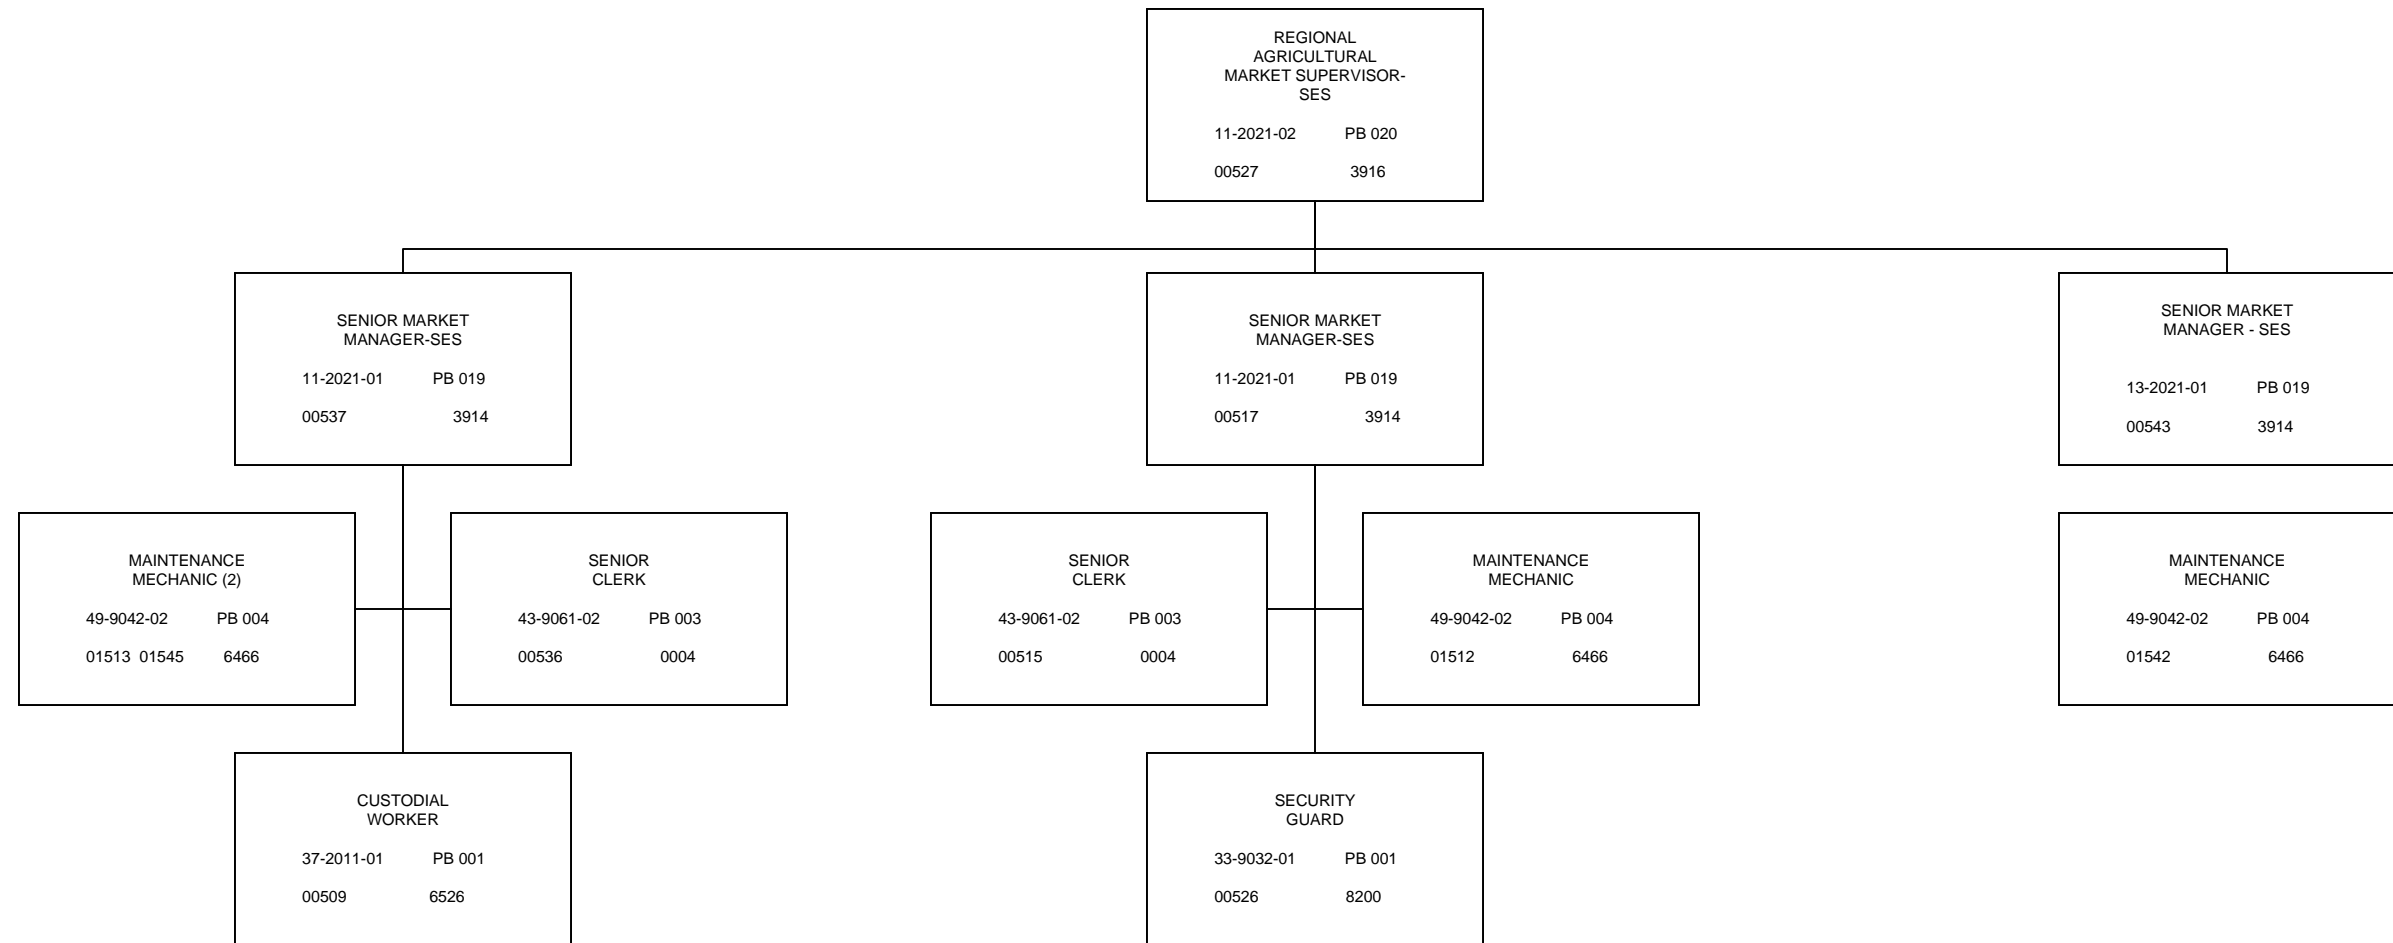 REGIONAL
AGRICULTURAL
MARKET SUPERVISOR-
SES
11-2021-02 PB 020
00527 3916
SENIOR MARKET
MANAGER-SES
11-2021-01 PB 019
00537 3914
SENIOR MARKET
MANAGER-SES
11-2021-01 PB 019
00517 3914
SENIOR MARKET
MANAGER - SES
13-2021-01 PB 019
00543 3914
MAINTENANCE
MECHANIC (2)
49-9042-02 PB 004
01513 01545 6466
SENIOR
CLERK
43-9061-02 PB 003
00536 0004
SENIOR
CLERK
43-9061-02 PB 003
00515 0004
MAINTENANCE
MECHANIC
49-9042-02 PB 004
01512 6466
MAINTENANCE
MECHANIC
49-9042-02 PB 004
01542 6466
CUSTODIAL
WORKER
37-2011-01 PB 001
00509 6526
SECURITY
GUARD
33-9032-01 PB 001
00526 8200